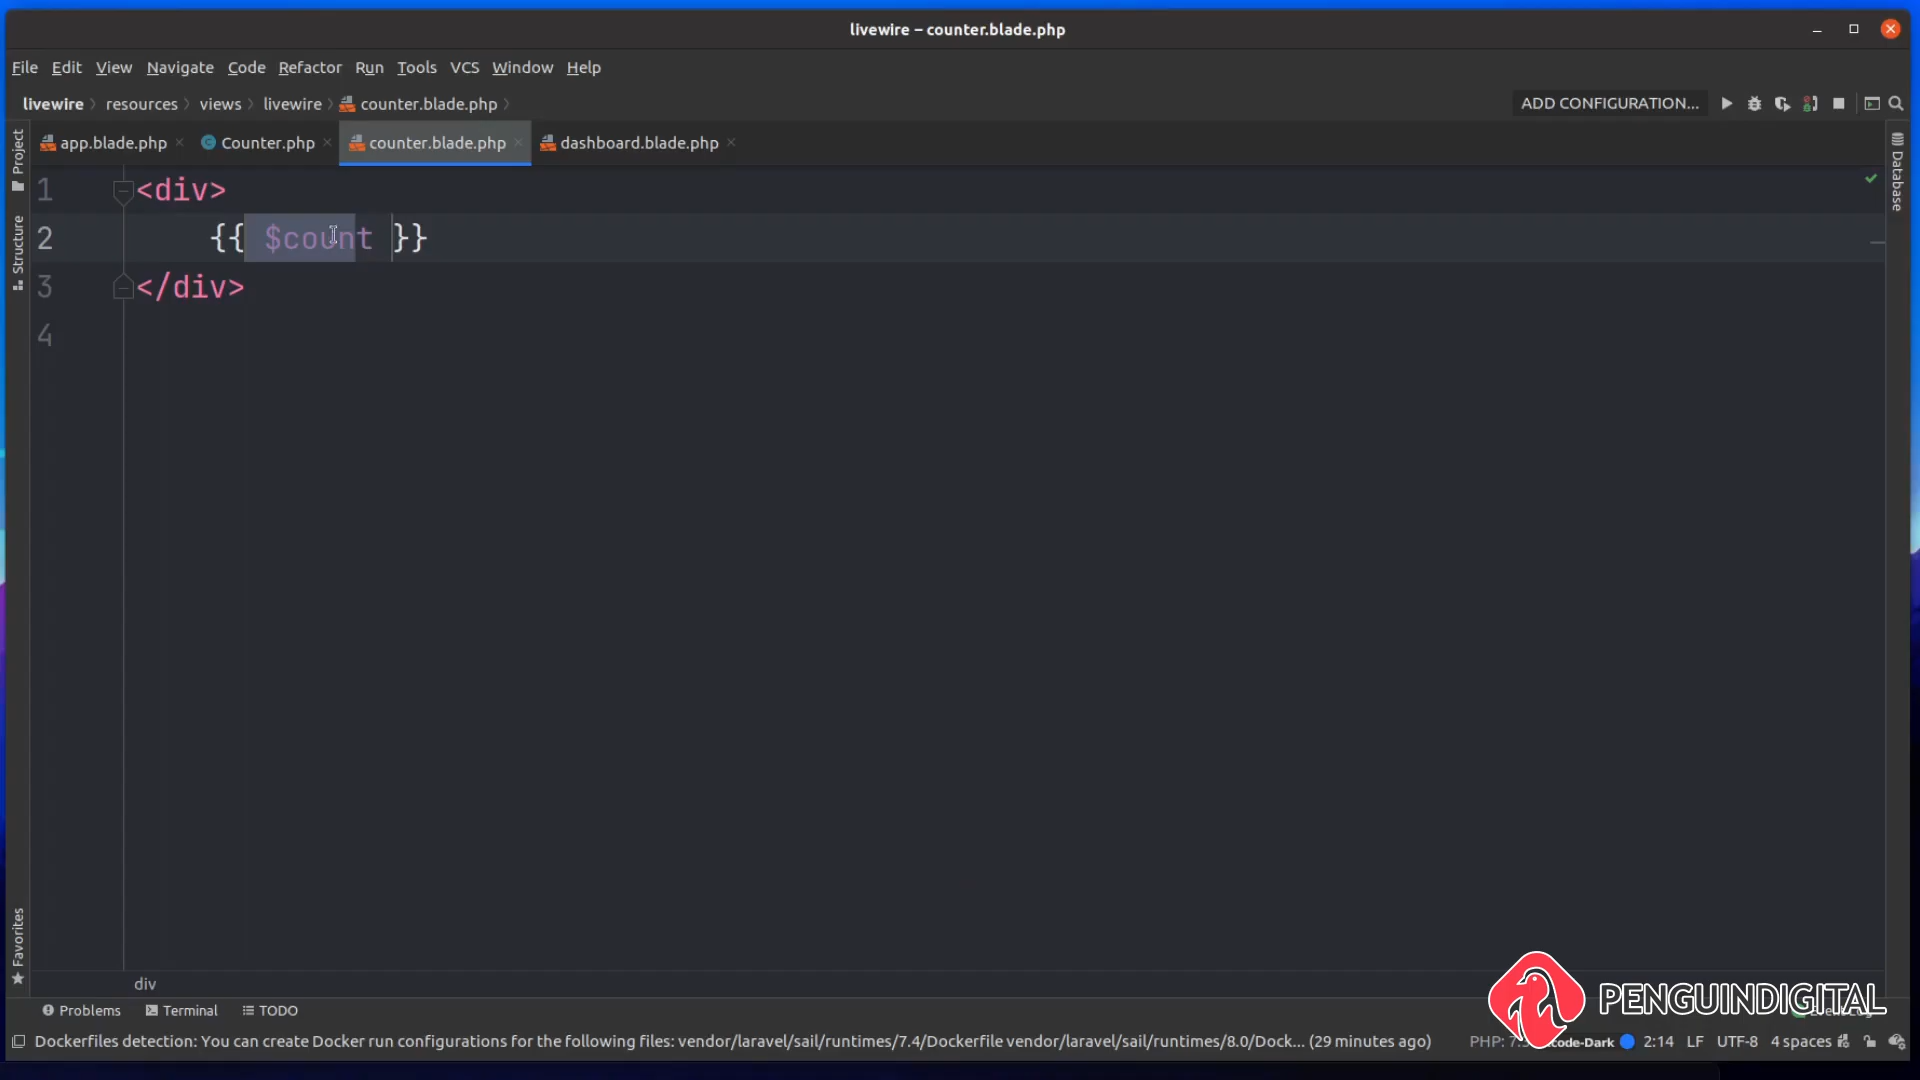 livewire – counter.blade.php
File Edit View Navigate Code Refactor Run Tools VCS Window Help
livewire resources views livewire counter.blade.php
ADD CONFIGURATION...
app.blade.php Counter.php counter.blade.php dashboard.blade.php
Project
Structure
Favorites
Database
1 <div>
2 {{ $count }}
3 </div>
4
div
Problems Terminal TODO
PENGUINDIGITAL
Dockerfiles detection: You can create Docker run configurations for the following files: vendor/laravel/sail/runtimes/7.4/Dockerfile vendor/laravel/sail/runtimes/8.0/Dock... (29 minutes ago)
PHP: 2:14 LF UTF-8 4 spaces